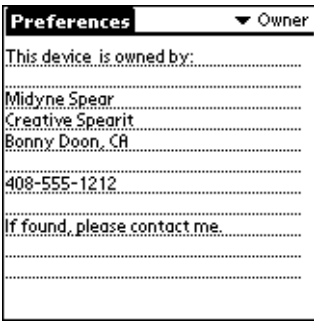 Preferences ▼ Owner
This device is owned by:
Midyne Spear
Creative Spearit
Bonny Doon, CA
408-555-1212
If found, please contact me.